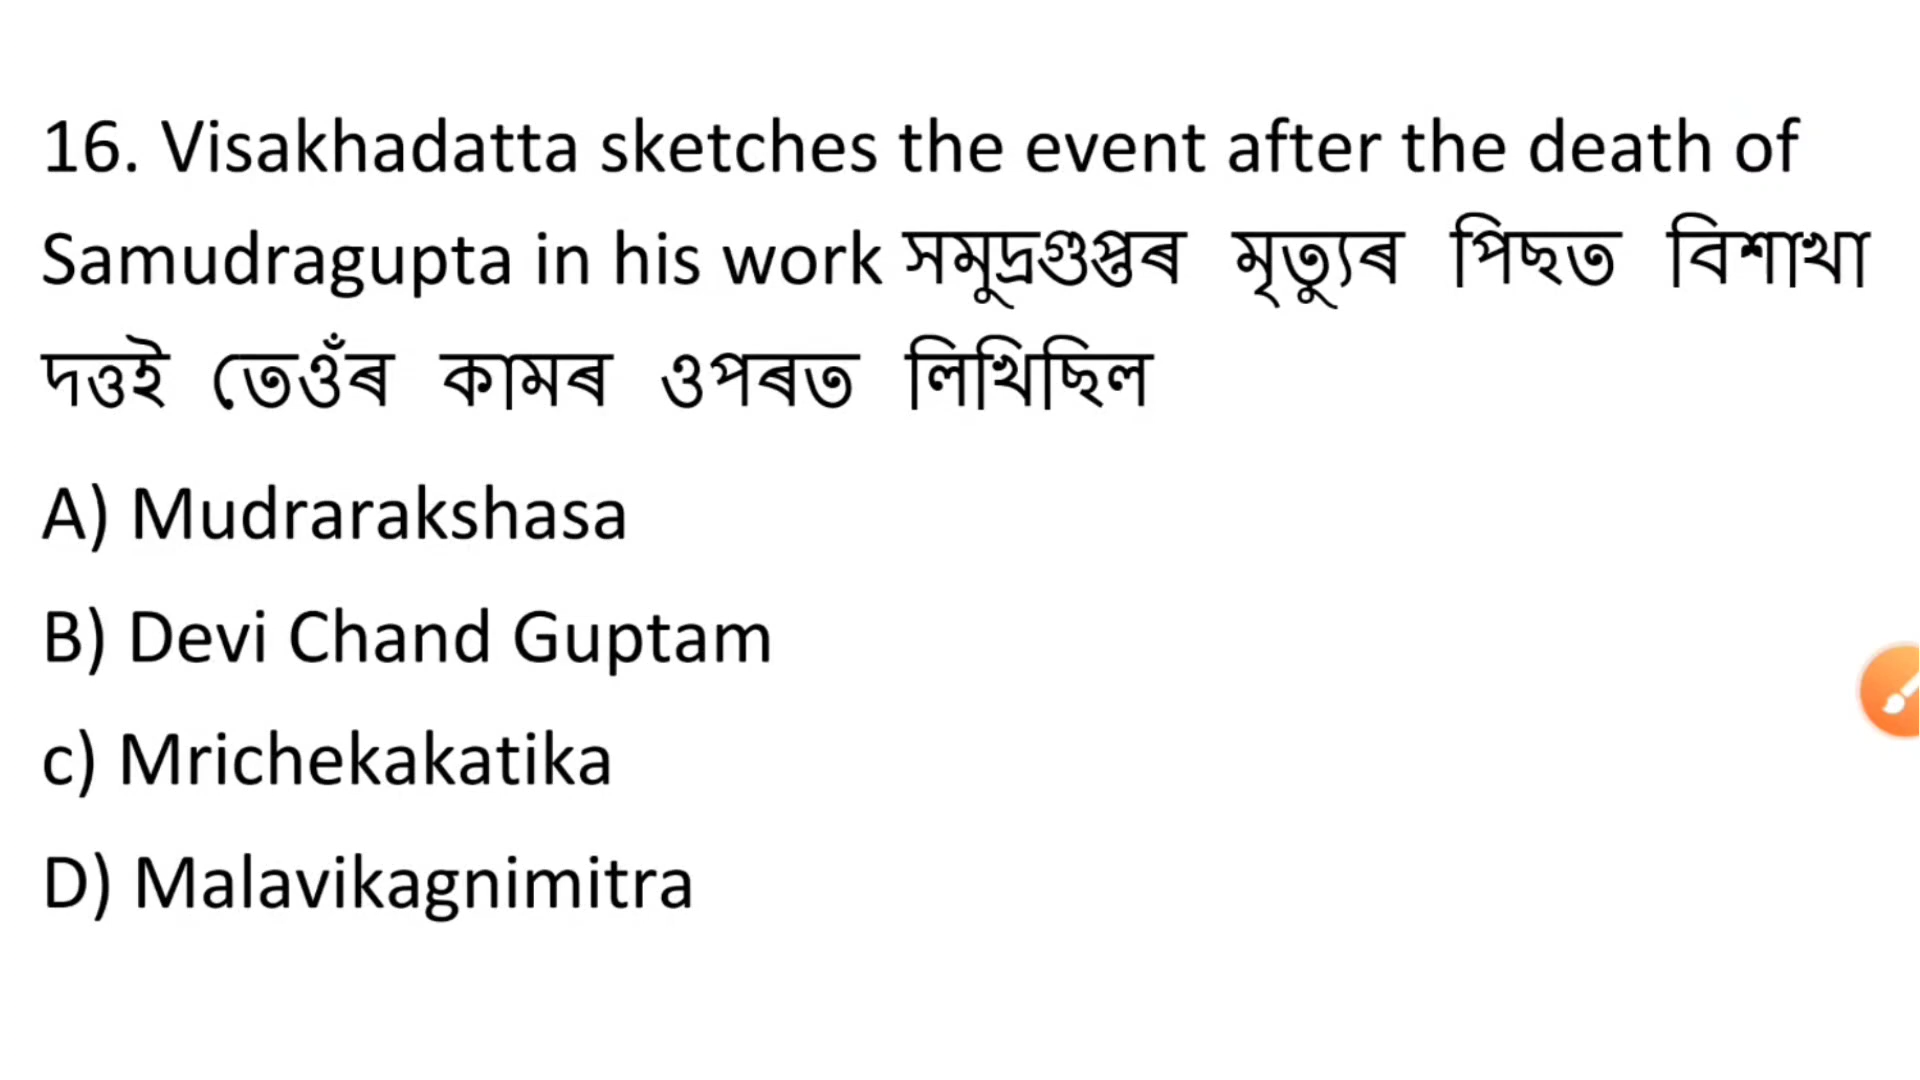 16. Visakhadatta sketches the event after the death of
Samudragupta in his work সমুদ্ৰগুপ্তৰ মৃত্যুৰ পিছত বিশাখা
দত্তই তেওঁৰ কামৰ ওপৰত লিখিছিল
A) Mudrarakshasa
B) Devi Chand Guptam
c) Mrichekakatika
D) Malavikagnimitra